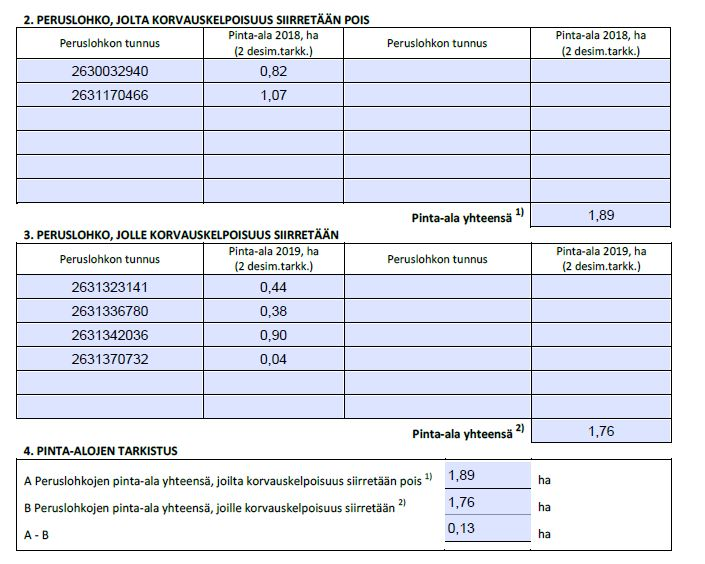 2. PERUSLOHKO, JOLTA KORVAUSKELPOISUUS SIIRRETÄÄN POIS
Peruslohkon tunnus Pinta-ala 2018, ha (2 desim.tarkk.) Peruslohkon tunnus Pinta-ala 2018, ha (2 desim.tarkk.)
2630032940 0,82
2631170466 1,07
Pinta-ala yhteensä 1) 1,89
3. PERUSLOHKO, JOLLE KORVAUSKELPOISUUS SIIRRETÄÄN
Peruslohkon tunnus Pinta-ala 2019, ha (2 desim.tarkk.) Peruslohkon tunnus Pinta-ala 2019, ha (2 desim.tarkk.)
2631323141 0,44
2631336780 0,38
2631342036 0,90
2631370732 0,04
Pinta-ala yhteensä 2) 1,76
4. PINTA-ALOJEN TARKISTUS
A Peruslohkojen pinta-ala yhteensä, joilta korvauskelpoisuus siirretään pois 1) 1,89 ha
B Peruslohkojen pinta-ala yhteensä, joille korvauskelpoisuus siirretään 2) 1,76 ha
A - B 0,13 ha